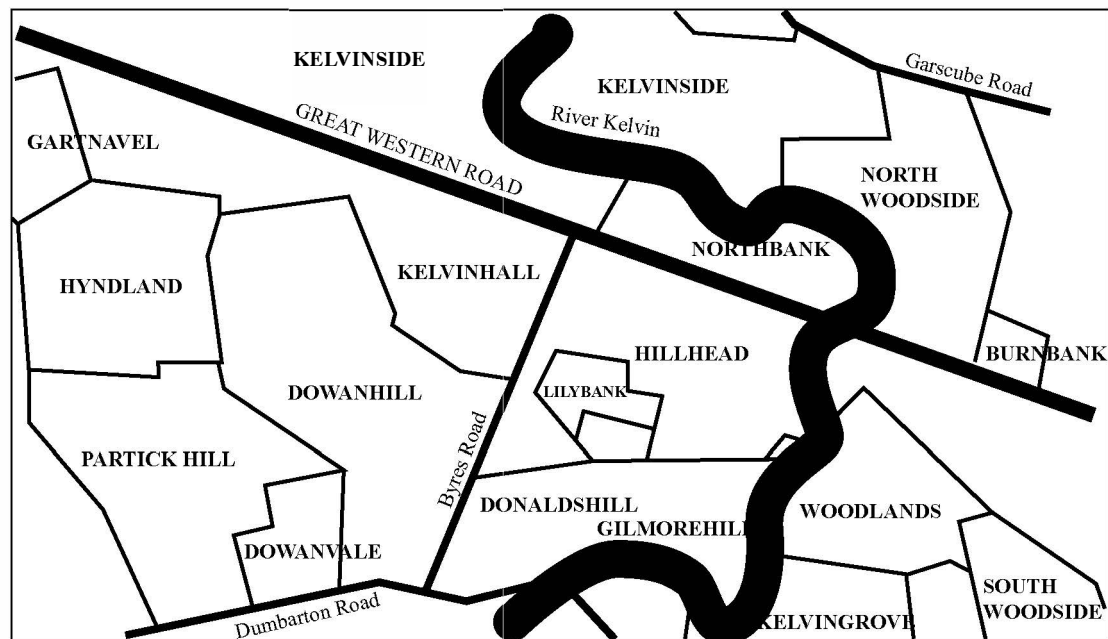 KELVINSIDE
KELVINSIDE
Garscube Road
River Kelvin
GREAT WESTERN ROAD
GARTNAVEL
NORTH
WOODSIDE
NORTHBANK
KELVINHALL
HYNDLAND
HILLHEAD
BURNBANK
LILYBANK
DOWANHILL
PARTICK HILL
Byres Road
DONALDSHILL
GILMOREHILL
WOODLANDS
DOWANVALE
SOUTH
WOODSIDE
Dumbarton Road
KELVINGROVE